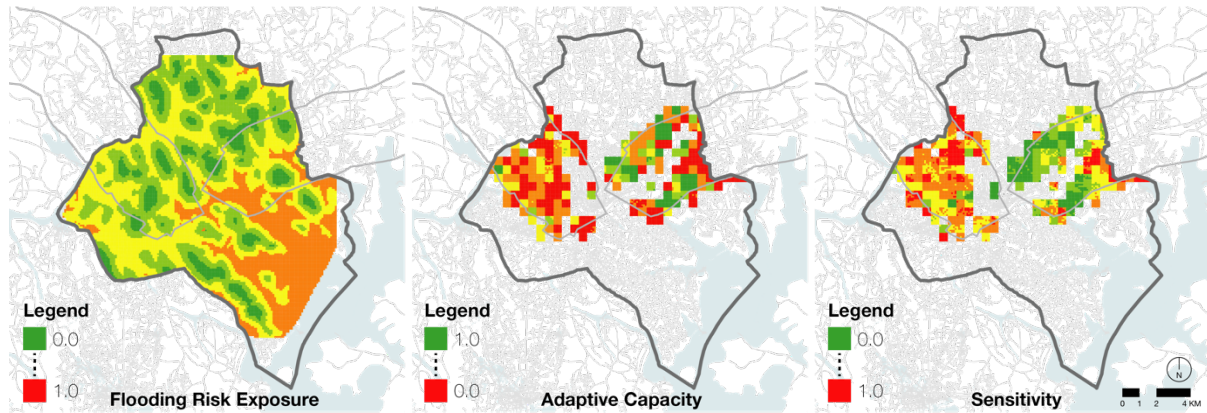 Legend
0.0
1.0
Flooding Risk Exposure
Legend
1.0
0.0
Adaptive Capacity
Legend
0.0
1.0
Sensitivity
N
0 1 2 4 KM